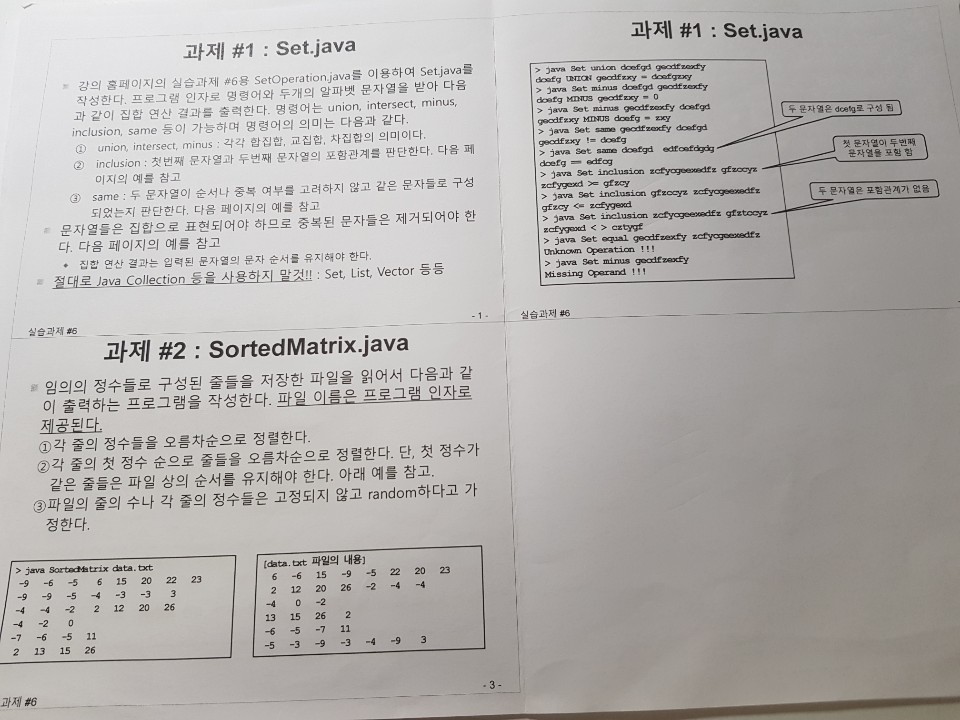 과제 #1 : Set.java
강의 홈페이지의 실습과제 #6용 SetOperation.java를 이용하여 Set.java를
작성한다. 프로그램 인자로 명령어와 두개의 알파벳 문자열을 받아 다음
과 같이 집합 연산 결과를 출력한다. 명령어는 union, intersect, minus,
inclusion, same 등이 가능하며 명령어의 의미는 다음과 같다.
① union, intersect, minus : 각각 합집합, 교집합, 차집합의 의미이다.
② inclusion : 첫번째 문자열과 두번째 문자열의 포함관계를 판단한다. 다음 페
이지의 예를 참고
③ same : 두 문자열이 순서나 중복 여부를 고려하지 않고 같은 문자들로 구성
되었는지 판단한다. 다음 페이지의 예를 참고
문자열들은 집합으로 표현되어야 하므로 중복된 문자들은 제거되어야 한
다. 다음 페이지의 예를 참고
• 집합 연산 결과는 입력된 문자열의 문자 순서를 유지해야 한다.
절대로 Java Collection 등을 사용하지 말것!! : Set, List, Vector 등등
- 1 -
실습과제 #6
과제 #1 : Set.java
> java Set union dcefgd gecdfzexfy
dcefg UNION gecdfzxy = dcefgzxy
> java Set minus dcefgd gecdfzexfy
dcefg MINUS gecdfzxy = 0
> java Set minus gecdfzexfy dcefgd
gecdfzxy MINUS dcefg = zxy
> java Set same gecdfzexfy dcefgd
gecdfzxy != dcefg
> java Set same dcefgd edfcefdgdg
dcefg == edfcg
> java Set inclusion zcfycgeexedfz gfzccyz
zcfygexd >= gfzcy
> java Set inclusion gfzccyz zcfycgeexedfz
gfzcy <= zcfygexd
> java Set inclusion zcfycgeexedfz gfztccyz
zcfygexd < > cztygf
> java Set equal gecdfzexfy zcfycgeexedfz
Unknown Operation !!!
> java Set minus gecdfzexfy
Missing Operand !!!
두 문자열은 dcefg로 구성 됨
첫 문자열이 두번째
문자열을 포함 함
두 문자열은 포함관계가 없음
실습과제 #6
과제 #2 : SortedMatrix.java
임의의 정수들로 구성된 줄들을 저장한 파일을 읽어서 다음과 같
이 출력하는 프로그램을 작성한다. 파일 이름은 프로그램 인자로
제공된다.
①각 줄의 정수들을 오름차순으로 정렬한다.
②각 줄의 첫 정수 순으로 줄들을 오름차순으로 정렬한다. 단, 첫 정수가
같은 줄들은 파일 상의 순서를 유지해야 한다. 아래 예를 참고.
③파일의 줄의 수나 각 줄의 정수들은 고정되지 않고 random하다고 가
정한다.
> java SortedMatrix data.txt
-9 -6 -5 6 15 20 22 23
-9 -9 -5 -4 -3 -3 3
-4 -4 -2 2 12 20 26
-4 -2 0
-7 -6 -5 11
2 13 15 26
[data.txt 파일의 내용]
6 -6 15 -9 -5 22 20 23
2 12 20 26 -2 -4 -4
-4 0 -2
13 15 26 2
-6 -5 -7 11
-5 -3 -9 -3 -4 -9 3
- 3 -
과제 #6